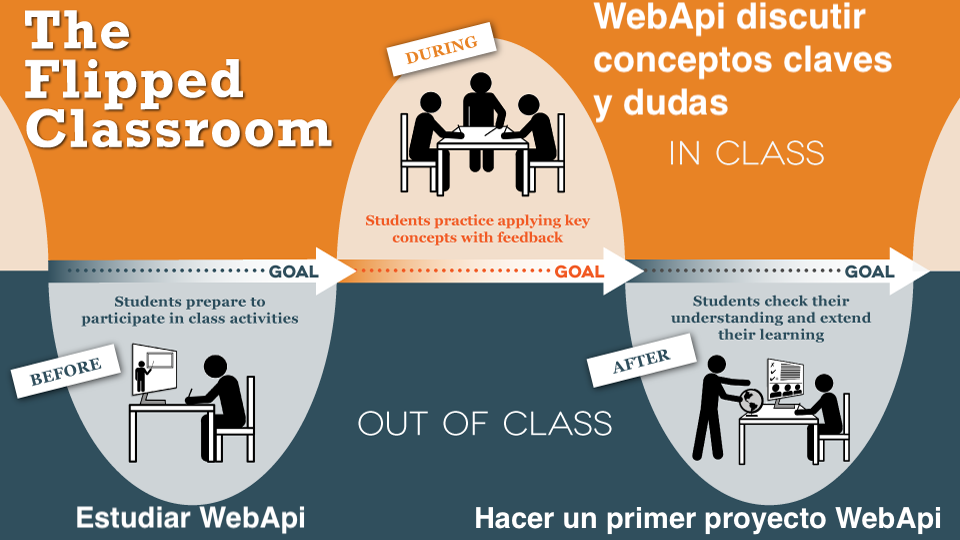 The
Flipped
Classroom
DURING
WebApi discutir
conceptos claves
y dudas
IN CLASS
Students practice applying key
concepts with feedback
GOAL
GOAL
GOAL
Students prepare to
participate in class activities
BEFORE
Students check their
understanding and extend
their learning
AFTER
OUT OF CLASS
Estudiar WebApi
Hacer un primer proyecto WebApi